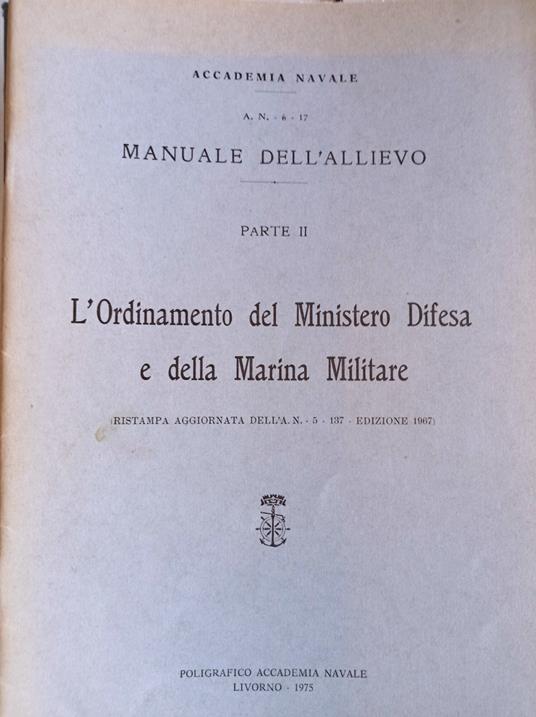 ACCADEMIA NAVALE
A. N. - 6 - 17
MANUALE DELL'ALLIEVO
PARTE II
L'Ordinamento del Ministero Difesa
e della Marina Militare
(RISTAMPA AGGIORNATA DELL'A. N. - 5 - 137 - EDIZIONE 1967)
POLIGRAFICO ACCADEMIA NAVALE
LIVORNO - 1975